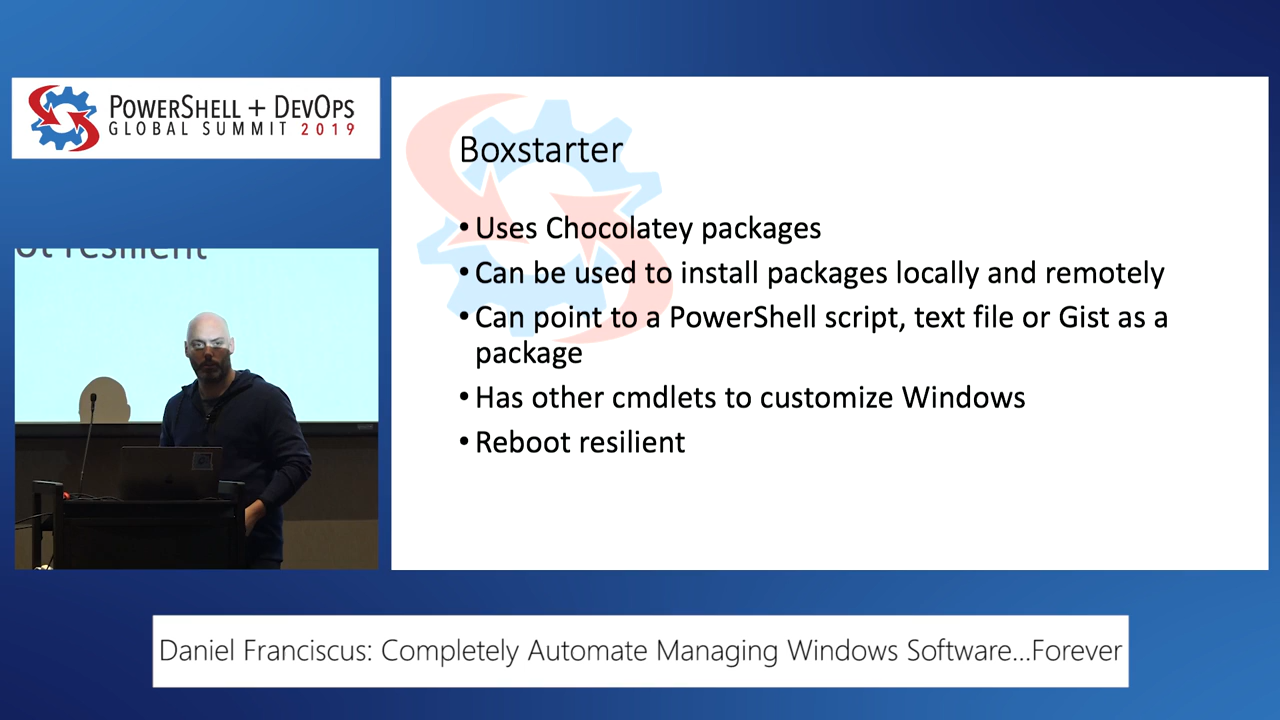 POWERSHELL + DEVOPS
GLOBAL SUMMIT 2019
ot resilient
Boxstarter
• Uses Chocolatey packages
• Can be used to install packages locally and remotely
• Can point to a PowerShell script, text file or Gist as a
package
• Has other cmdlets to customize Windows
• Reboot resilient
Daniel Franciscus: Completely Automate Managing Windows Software...Forever